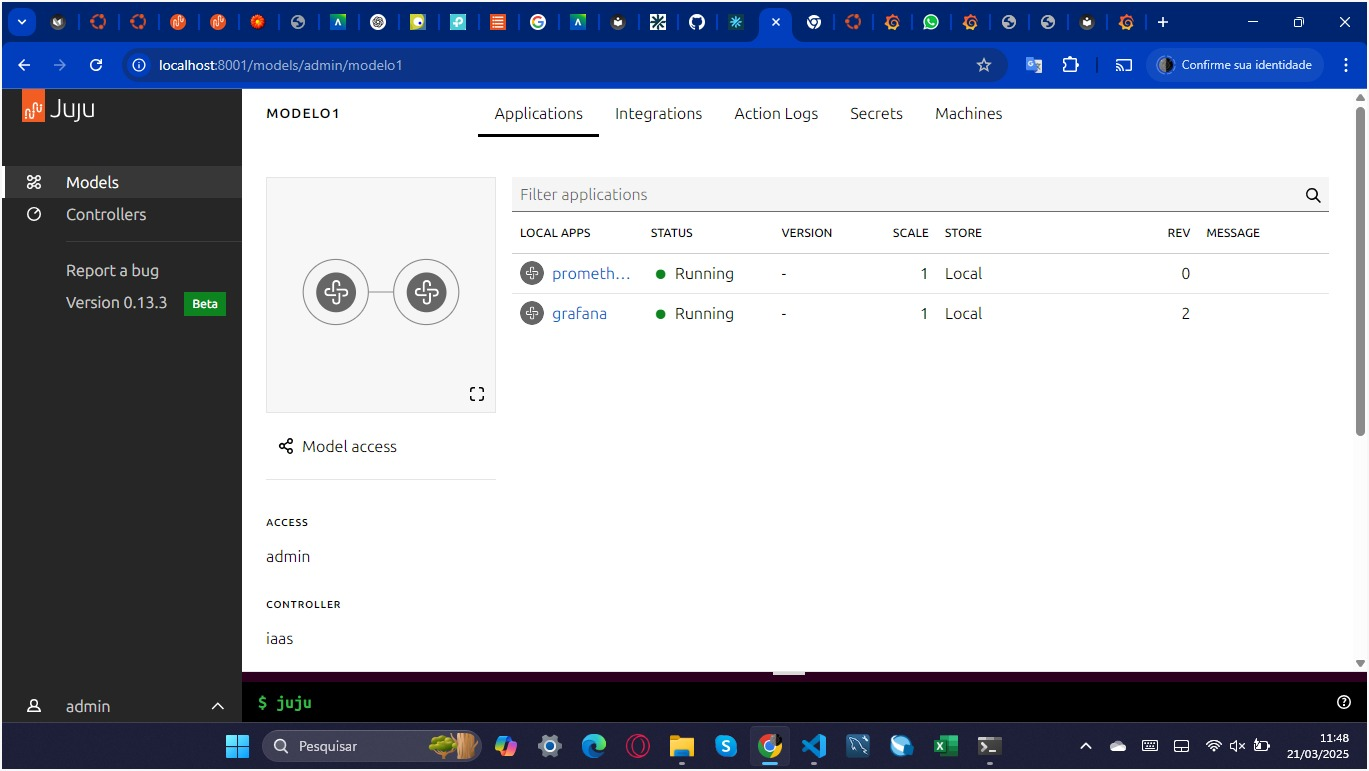 localhost:8001/models/admin/modelo1
Confirme sua identidade
Juju
Models
Controllers
Report a bug
Version 0.13.3 Beta
admin
MODELO1
Applications Integrations Action Logs Secrets Machines
Filter applications
LOCAL APPS STATUS VERSION SCALE STORE REV MESSAGE
prometh... Running - 1 Local 0
grafana Running - 1 Local 2
Model access
ACCESS
admin
CONTROLLER
iaas
$ juju
Pesquisar
11:48
21/03/2025